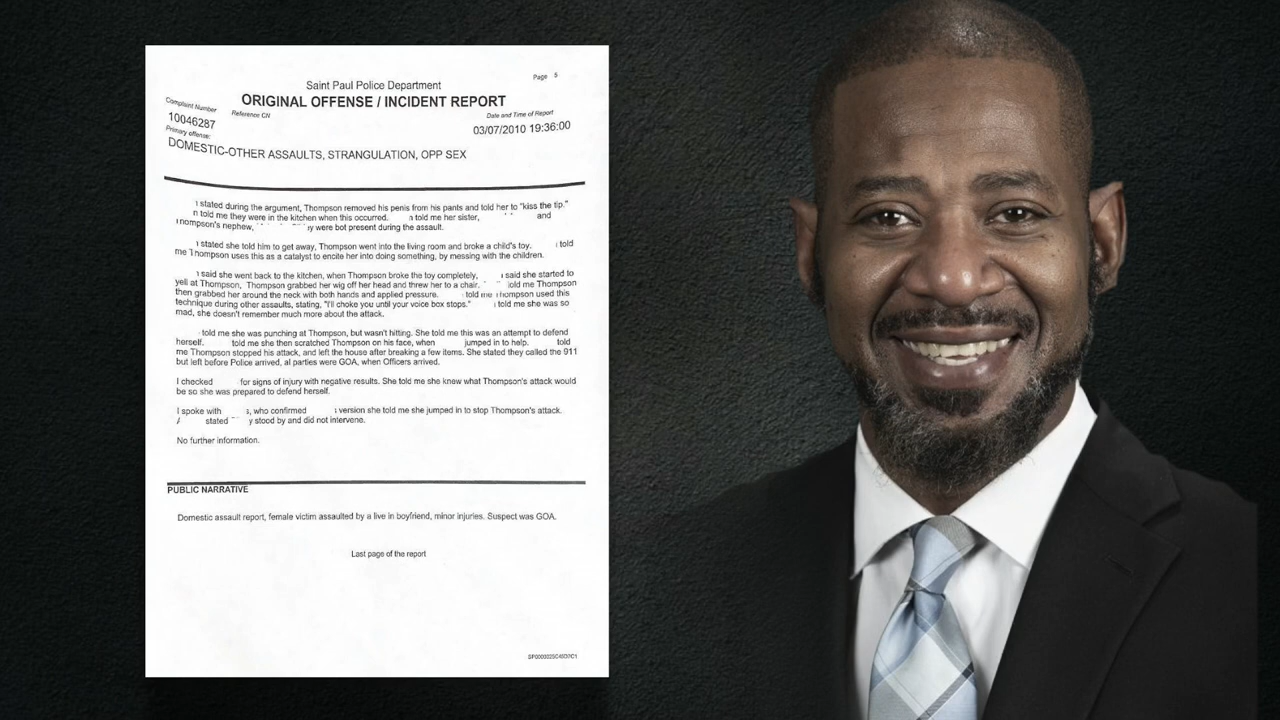 Page 5
Saint Paul Police Department
ORIGINAL OFFENSE / INCIDENT REPORT
Complaint Number
Reference CN
Date and Time of Report
10046287
03/07/2010 19:36:00
Primary offense:
DOMESTIC-OTHER ASSAULTS, STRANGULATION, OPP SEX
stated during the argument, Thompson removed his penis from his pants and told her to "kiss the tip."
told me they were in the kitchen when this occurred. told me her sister, and
Thompson's nephew, were bot present during the assault.
stated she told him to get away, Thompson went into the living room and broke a child's toy. told
me Thompson uses this as a catalyst to encite her into doing something, by messing with the children.
said she went back to the kitchen, when Thompson broke the toy completely, said she started to
yell at Thompson, Thompson grabbed her wig off her head and threw her to a chair. told me Thompson
then grabbed her around the neck with both hands and applied pressure. told me Thompson used this
technique during other assaults, stating, "I'll choke you until your voice box stops." told me she was so
mad, she doesn't remember much more about the attack.
told me she was punching at Thompson, but wasn't hitting. She told me this was an attempt to defend
herself. told me she then scratched Thompson on his face, when jumped in to help. told
me Thompson stopped his attack, and left the house after breaking a few items. She stated they called the 911
but left before Police arrived, al parties were GOA, when Officers arrived.
I checked for signs of injury with negative results. She told me she knew what Thompson's attack would
be so she was prepared to defend herself.
I spoke with s, who confirmed version she told me she jumped in to stop Thompson's attack.
stated y stood by and did not intervene.
No further information.
PUBLIC NARRATIVE
Domestic assault report, female victim assaulted by a live in boyfriend, minor injuries. Suspect was GOA.
Last page of the report